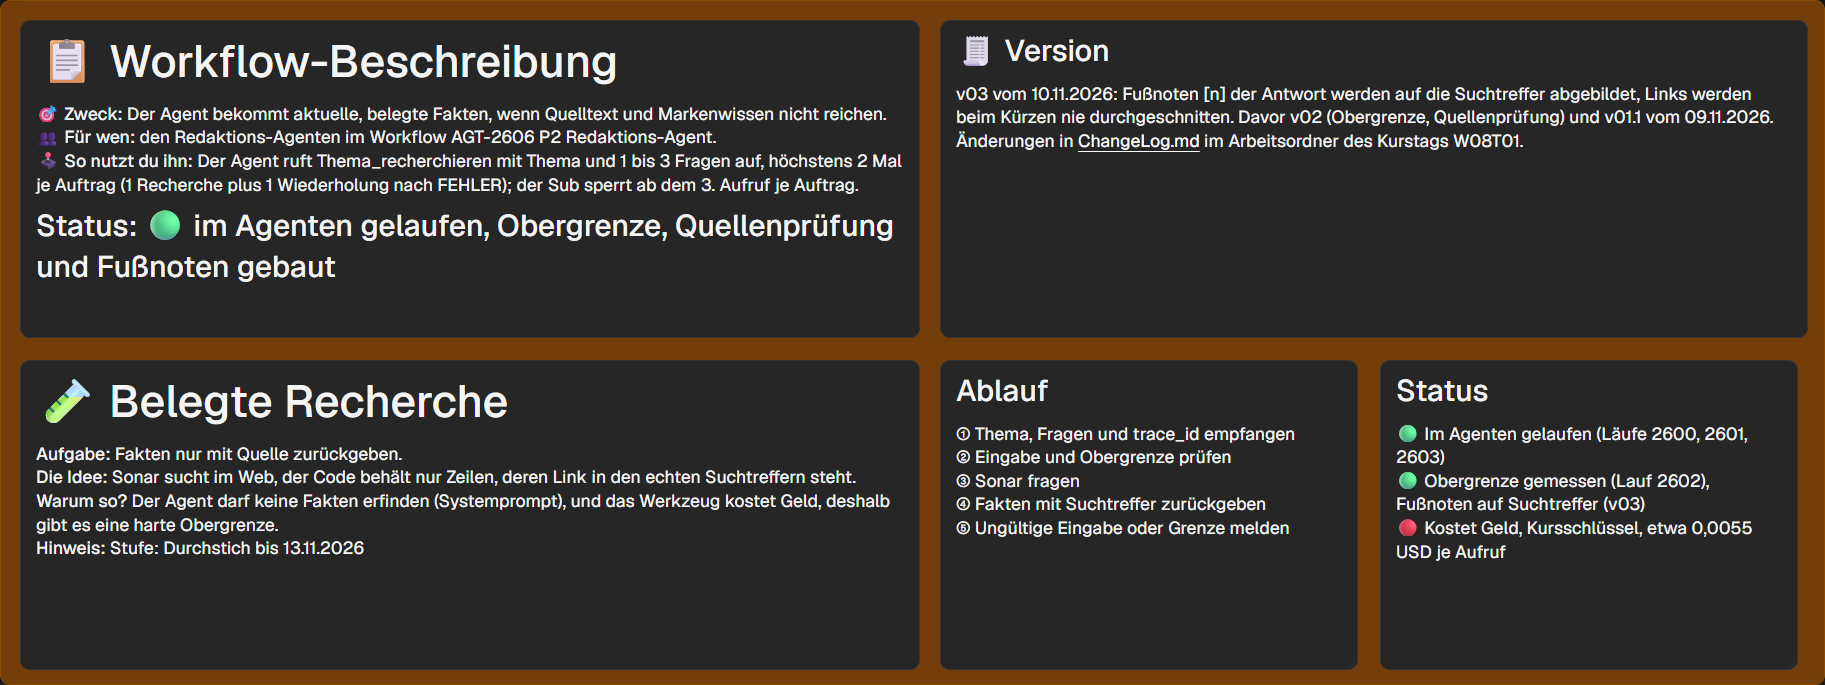 📋 Workflow-Beschreibung
🎯 Zweck: Der Agent bekommt aktuelle, belegte Fakten, wenn Quelltext und Markenwissen nicht reichen.
👥 Für wen: den Redaktions-Agenten im Workflow AGT-2606 P2 Redaktions-Agent.
🕹️ So nutzt du ihn: Der Agent ruft Thema_recherchieren mit Thema und 1 bis 3 Fragen auf, höchstens 2 Mal
je Auftrag (1 Recherche plus 1 Wiederholung nach FEHLER); der Sub sperrt ab dem 3. Aufruf je Auftrag.
Status: 🟢 im Agenten gelaufen, Obergrenze, Quellenprüfung
und Fußnoten gebaut
🧾 Version
v03 vom 10.11.2026: Fußnoten [n] der Antwort werden auf die Suchtreffer abgebildet, Links werden
beim Kürzen nie durchgeschnitten. Davor v02 (Obergrenze, Quellenprüfung) und v01.1 vom 09.11.2026.
Änderungen in ChangeLog.md im Arbeitsordner des Kurstags W08T01.
🧪 Belegte Recherche
Aufgabe: Fakten nur mit Quelle zurückgeben.
Die Idee: Sonar sucht im Web, der Code behält nur Zeilen, deren Link in den echten Suchtreffern steht.
Warum so? Der Agent darf keine Fakten erfinden (Systemprompt), und das Werkzeug kostet Geld, deshalb
gibt es eine harte Obergrenze.
Hinweis: Stufe: Durchstich bis 13.11.2026
Ablauf
① Thema, Fragen und trace_id empfangen
② Eingabe und Obergrenze prüfen
③ Sonar fragen
④ Fakten mit Suchtreffer zurückgeben
⑤ Ungültige Eingabe oder Grenze melden
Status
🟢 Im Agenten gelaufen (Läufe 2600, 2601,
2603)
🟢 Obergrenze gemessen (Lauf 2602),
Fußnoten auf Suchtreffer (v03)
🔴 Kostet Geld, Kursschlüssel, etwa 0,0055
USD je Aufruf